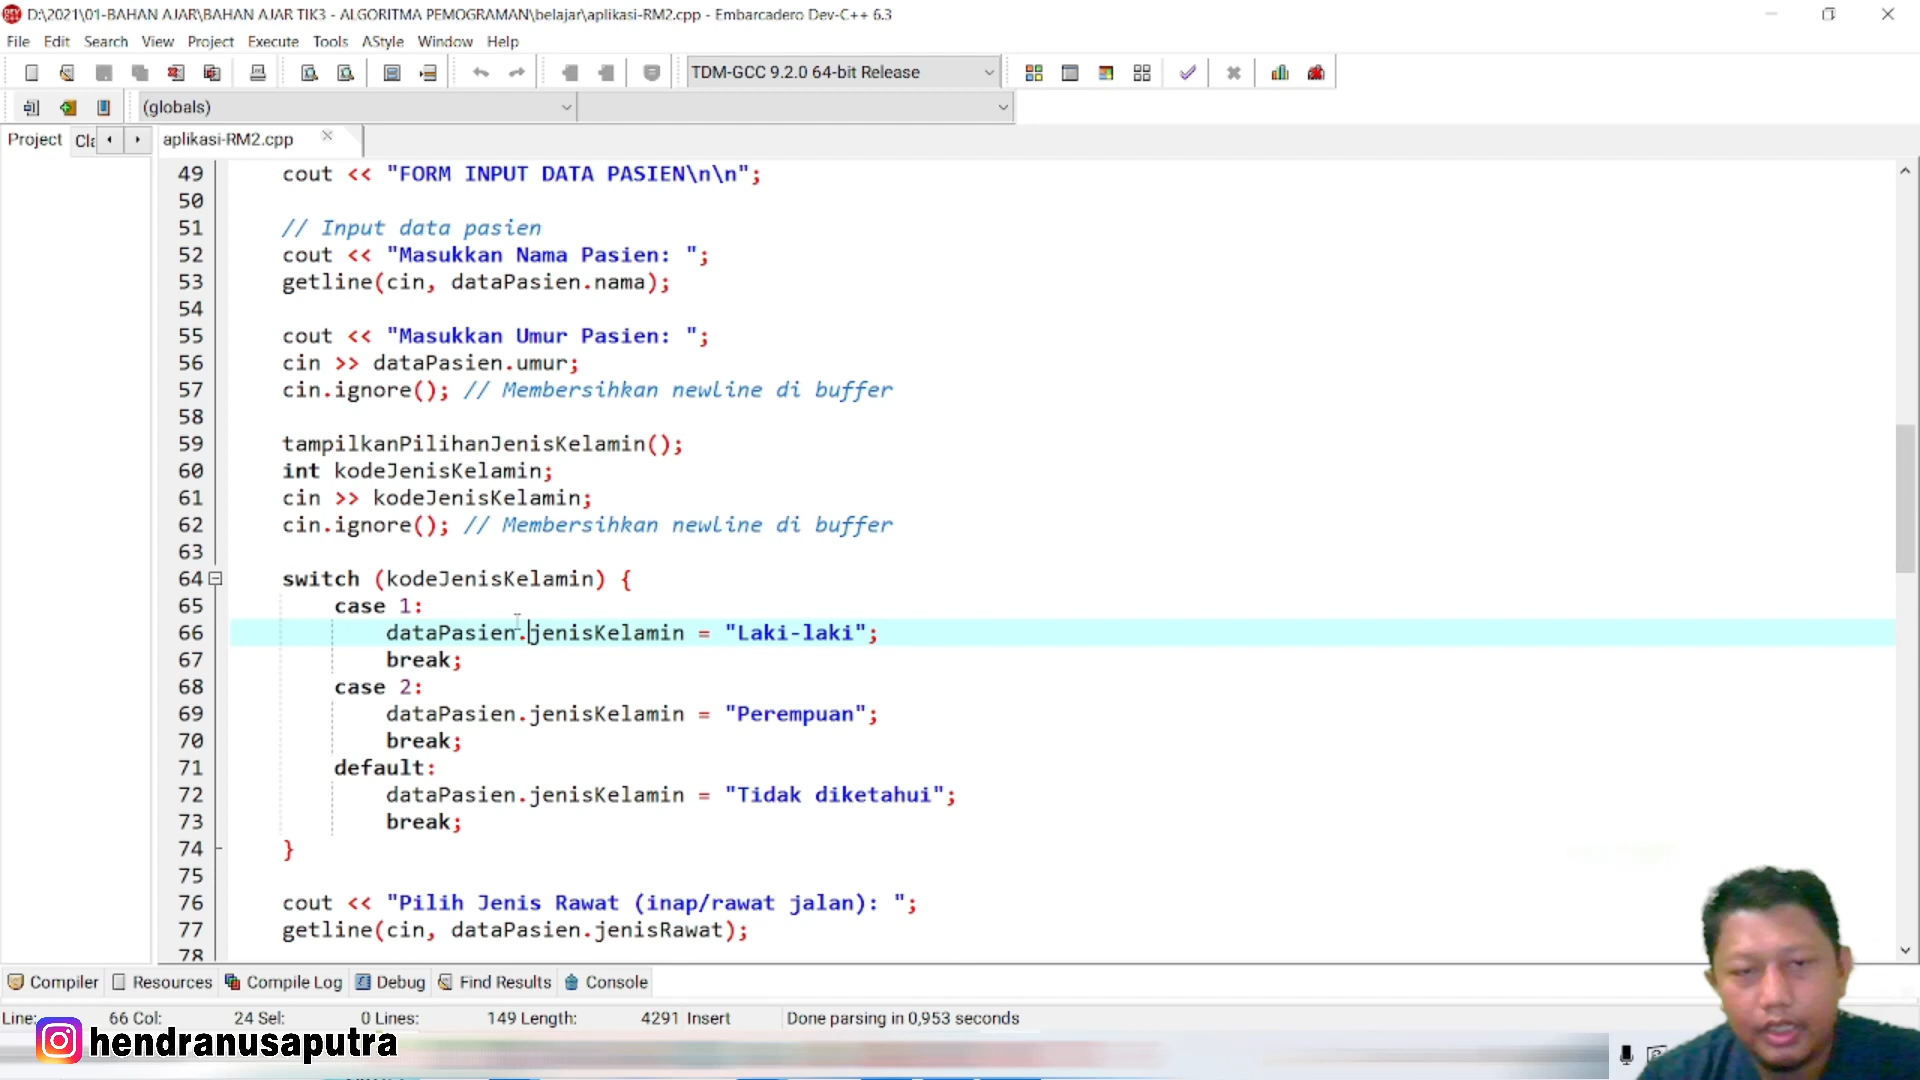 D:\2021\01-BAHAN AJAR\BAHAN AJAR TIK3 - ALGORITMA PEMOGRAMAN\belajar\aplikasi-RM2.cpp - Embarcadero Dev-C++ 6.3
File Edit Search View Project Execute Tools AStyle Window Help
TDM-GCC 9.2.0 64-bit Release
(globals)
Project Cla aplikasi-RM2.cpp
49 cout << "FORM INPUT DATA PASIEN\n\n";
50
51 // Input data pasien
52 cout << "Masukkan Nama Pasien: ";
53 getline(cin, dataPasien.nama);
54
55 cout << "Masukkan Umur Pasien: ";
56 cin >> dataPasien.umur;
57 cin.ignore(); // Membersihkan newline di buffer
58
59 tampilkanPilihanJenisKelamin();
60 int kodeJenisKelamin;
61 cin >> kodeJenisKelamin;
62 cin.ignore(); // Membersihkan newline di buffer
63
64 switch (kodeJenisKelamin) {
65 case 1:
66 dataPasien.jenisKelamin = "Laki-laki";
67 break;
68 case 2:
69 dataPasien.jenisKelamin = "Perempuan";
70 break;
71 default:
72 dataPasien.jenisKelamin = "Tidak diketahui";
73 break;
74 }
75
76 cout << "Pilih Jenis Rawat (inap/rawat jalan): ";
77 getline(cin, dataPasien.jenisRawat);
78
Compiler Resources Compile Log Debug Find Results Console
Line: 66 Col: 24 Sel: 0 Lines: 149 Length: 4291 Insert Done parsing in 0,953 seconds
hendranusaputra